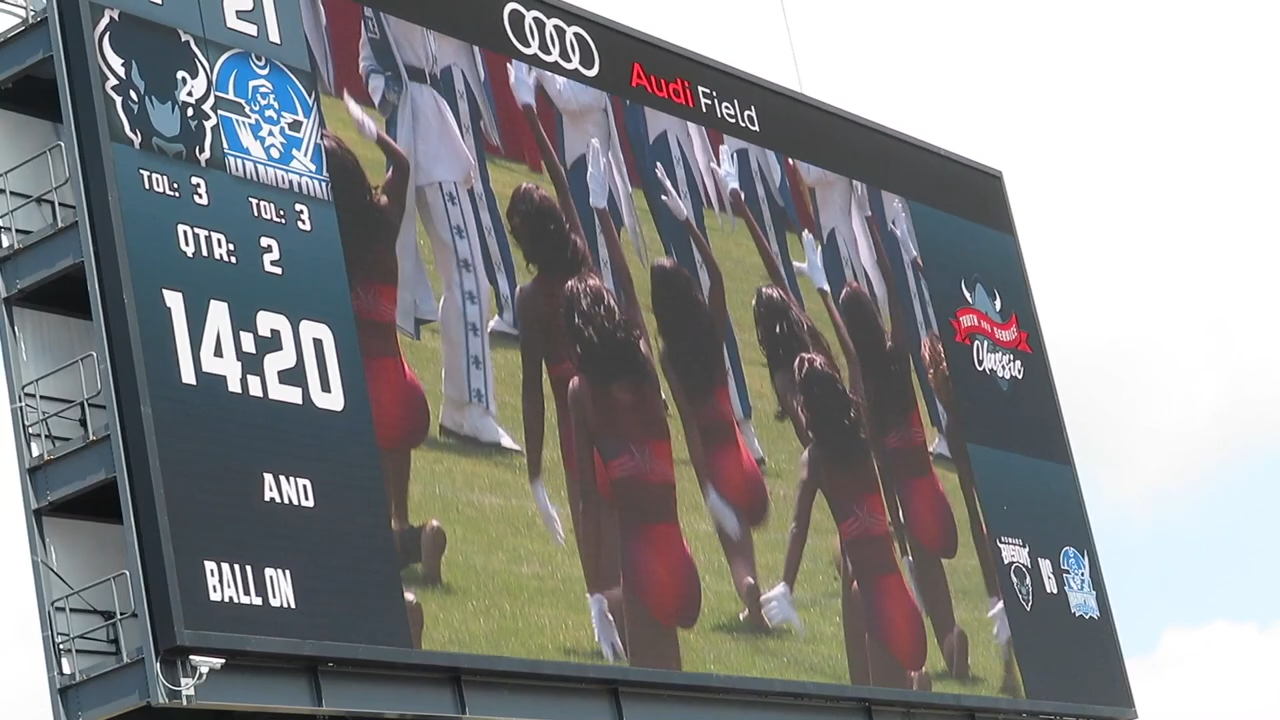 21
HAMPTON
TOL: 3
TOL: 3
QTR: 2
14:20
AND
BALL ON
Audi Field
TRUTH AND SERVICE
Classic
HOWARD
BISON
VS
HAMPTON